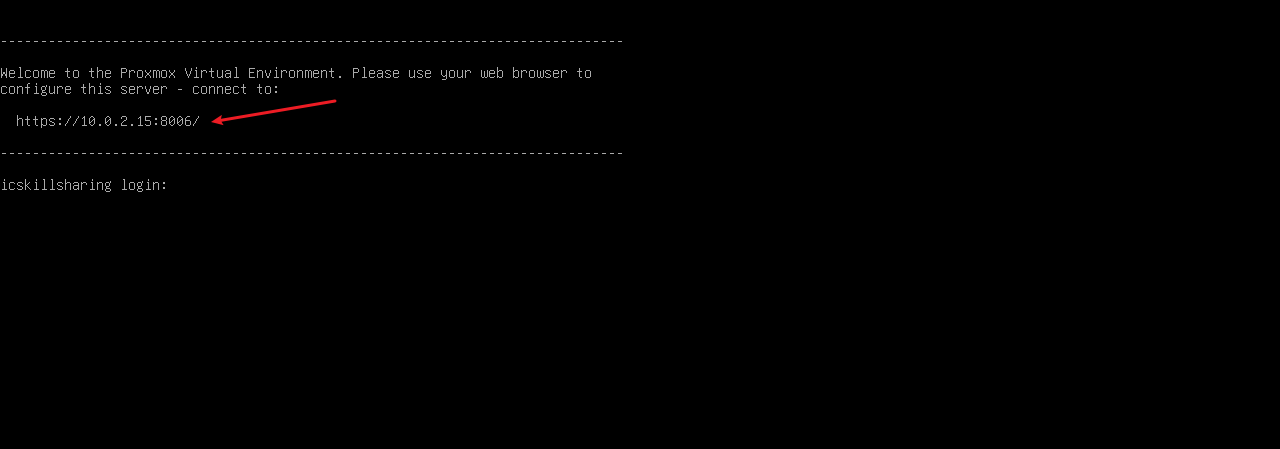 ------------------------------------------------------------------------------
Welcome to the Proxmox Virtual Environment. Please use your web browser to
configure this server - connect to:
https://10.0.2.15:8006/
------------------------------------------------------------------------------
icskillsharing login: